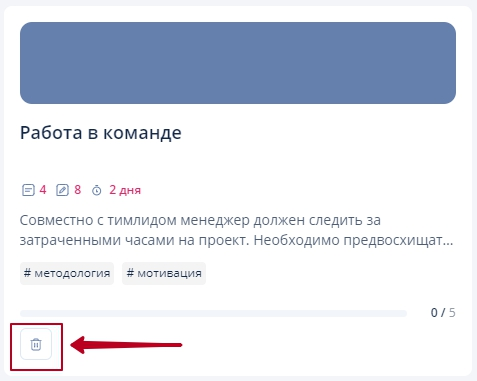 Работа в команде
4 8 2 дня
Совместно с тимлидом менеджер должен следить за
затраченными часами на проект. Необходимо предвосхищат...
# методология # мотивация
0 / 5